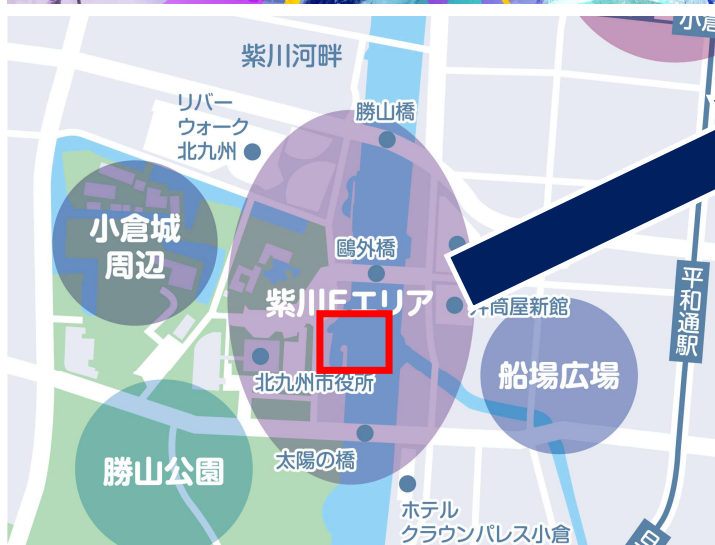 小倉
紫川河畔
リバー
ウォーク
北九州
勝山橋
小倉城
周辺
鷗外橋
紫川Eエリア
井筒屋新館
平和通駅
北九州市役所
船場広場
太陽の橋
勝山公園
ホテル
クラウンパレス小倉